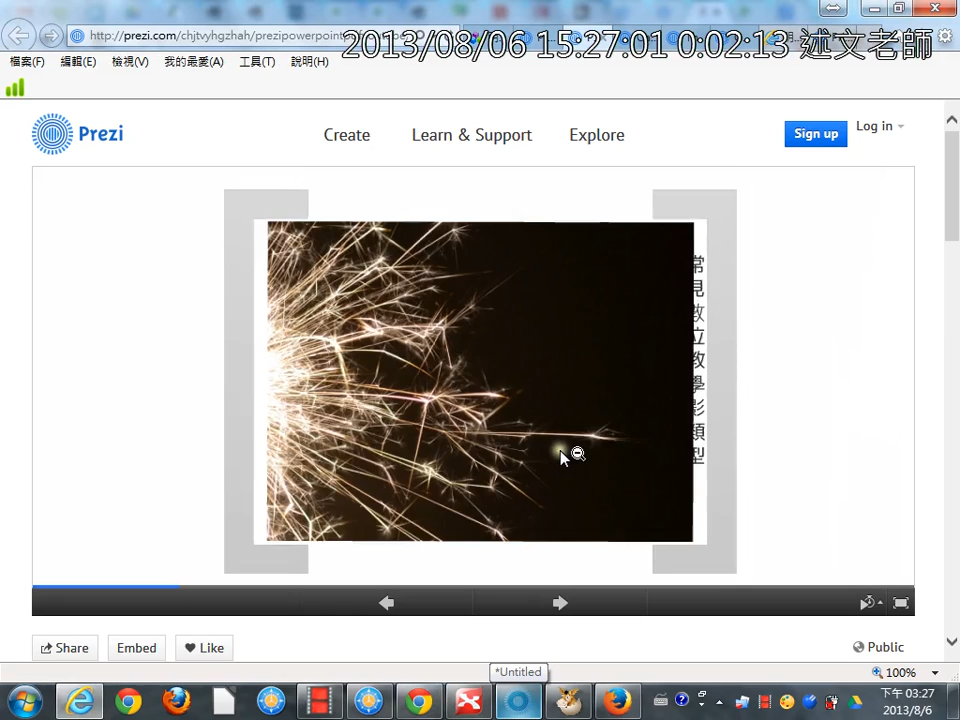 http://prezi.com/chjtvyhgzhah/prezipowerpoint
2013/08/06 15:27:01 0:02:13 述文老師
檔案(F) 編輯(E) 檢視(V) 我的最愛(A) 工具(T) 說明(H)
Prezi
Create Learn & Support Explore
Sign up Log in
常見數位教學影類型
Share Embed Like
Public
*Untitled
100%
下午 03:27
2013/8/6